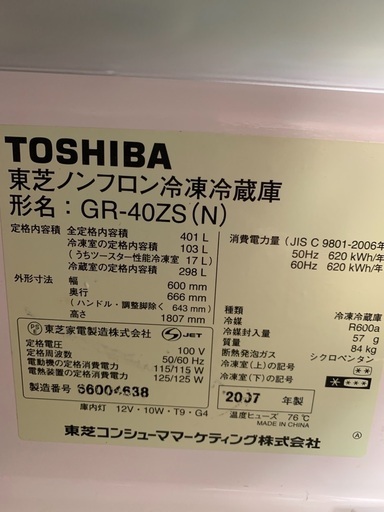 TOSHIBA
東芝ノンフロン冷凍冷蔵庫
形名：GR-40ZS(N)
定格内容積 全定格内容積 401 L
冷凍室の定格内容積 103 L
(うちツースター性能冷凍室 17 L)
冷蔵室の定格内容積 298 L
外形寸法 幅 600 mm
奥行 666 mm
(ハンドル・調整脚除く 643 mm)
高さ 1807 mm
東芝家電製造株式会社
JET
定格電圧 100 V
定格周波数 50/60 Hz
電動機の定格消費電力 115/115 W
電熱装置の定格消費電力 125/125 W
製造番号 66004638
庫内灯 12V・10W・T9・G4
消費電力量 (JIS C 9801-2006年
50Hz 620 kWh/年
60Hz 620 kWh/年
種類 冷凍冷蔵庫
冷媒 R600a
冷媒封入量 57 g
質量 84 kg
断熱発泡ガス シクロペンタン
冷凍室(上)の記号
冷凍室(下)の記号
2007 年製
温度ヒューズ 76℃
MADE IN CHINA
東芝コンシューママーケティング株式会社
Ⓐ